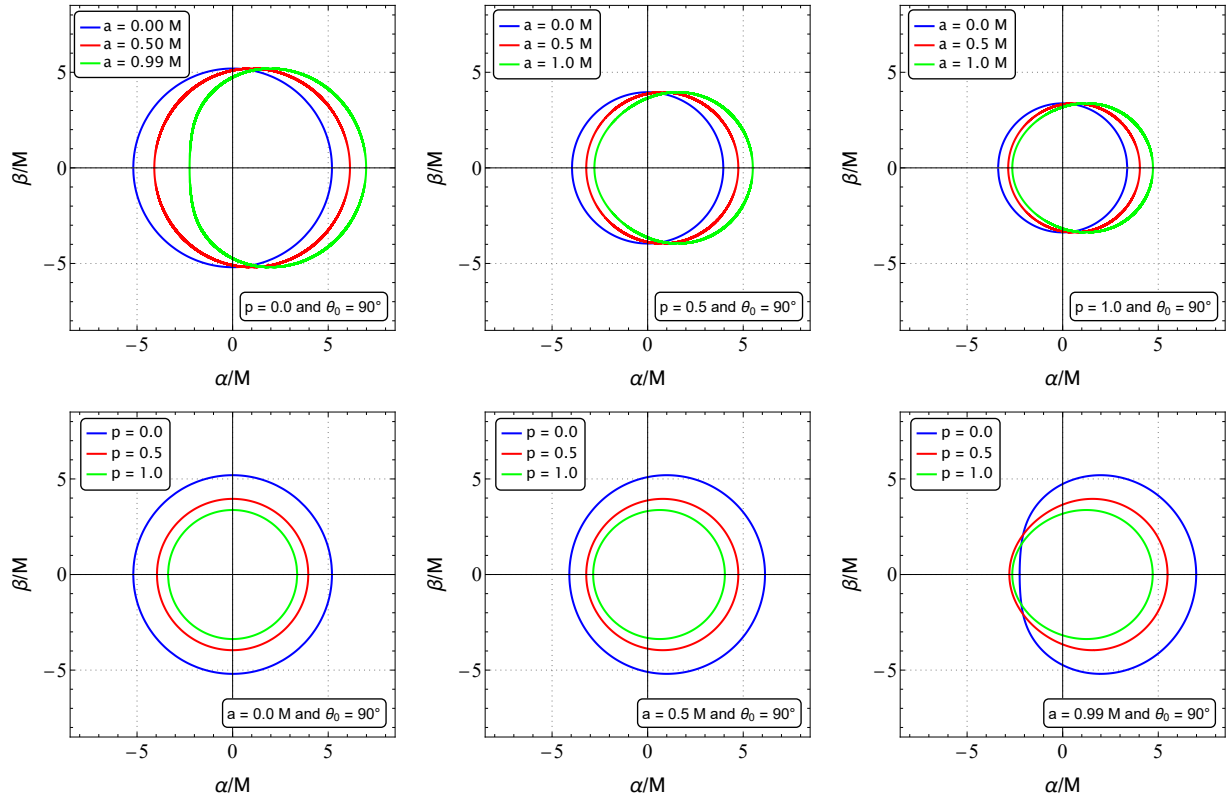 a = 0.00 M
a = 0.50 M
a = 0.99 M
5
0
−5
β/M
p = 0.0 and θ₀ = 90°
−5 0 5
α/M
a = 0.0 M
a = 0.5 M
a = 1.0 M
5
0
−5
β/M
p = 0.5 and θ₀ = 90°
−5 0 5
α/M
a = 0.0 M
a = 0.5 M
a = 1.0 M
5
0
−5
β/M
p = 1.0 and θ₀ = 90°
−5 0 5
α/M
p = 0.0
p = 0.5
p = 1.0
5
0
−5
β/M
a = 0.0 M and θ₀ = 90°
−5 0 5
α/M
p = 0.0
p = 0.5
p = 1.0
5
0
−5
β/M
a = 0.5 M and θ₀ = 90°
−5 0 5
α/M
p = 0.0
p = 0.5
p = 1.0
5
0
−5
β/M
a = 0.99 M and θ₀ = 90°
−5 0 5
α/M